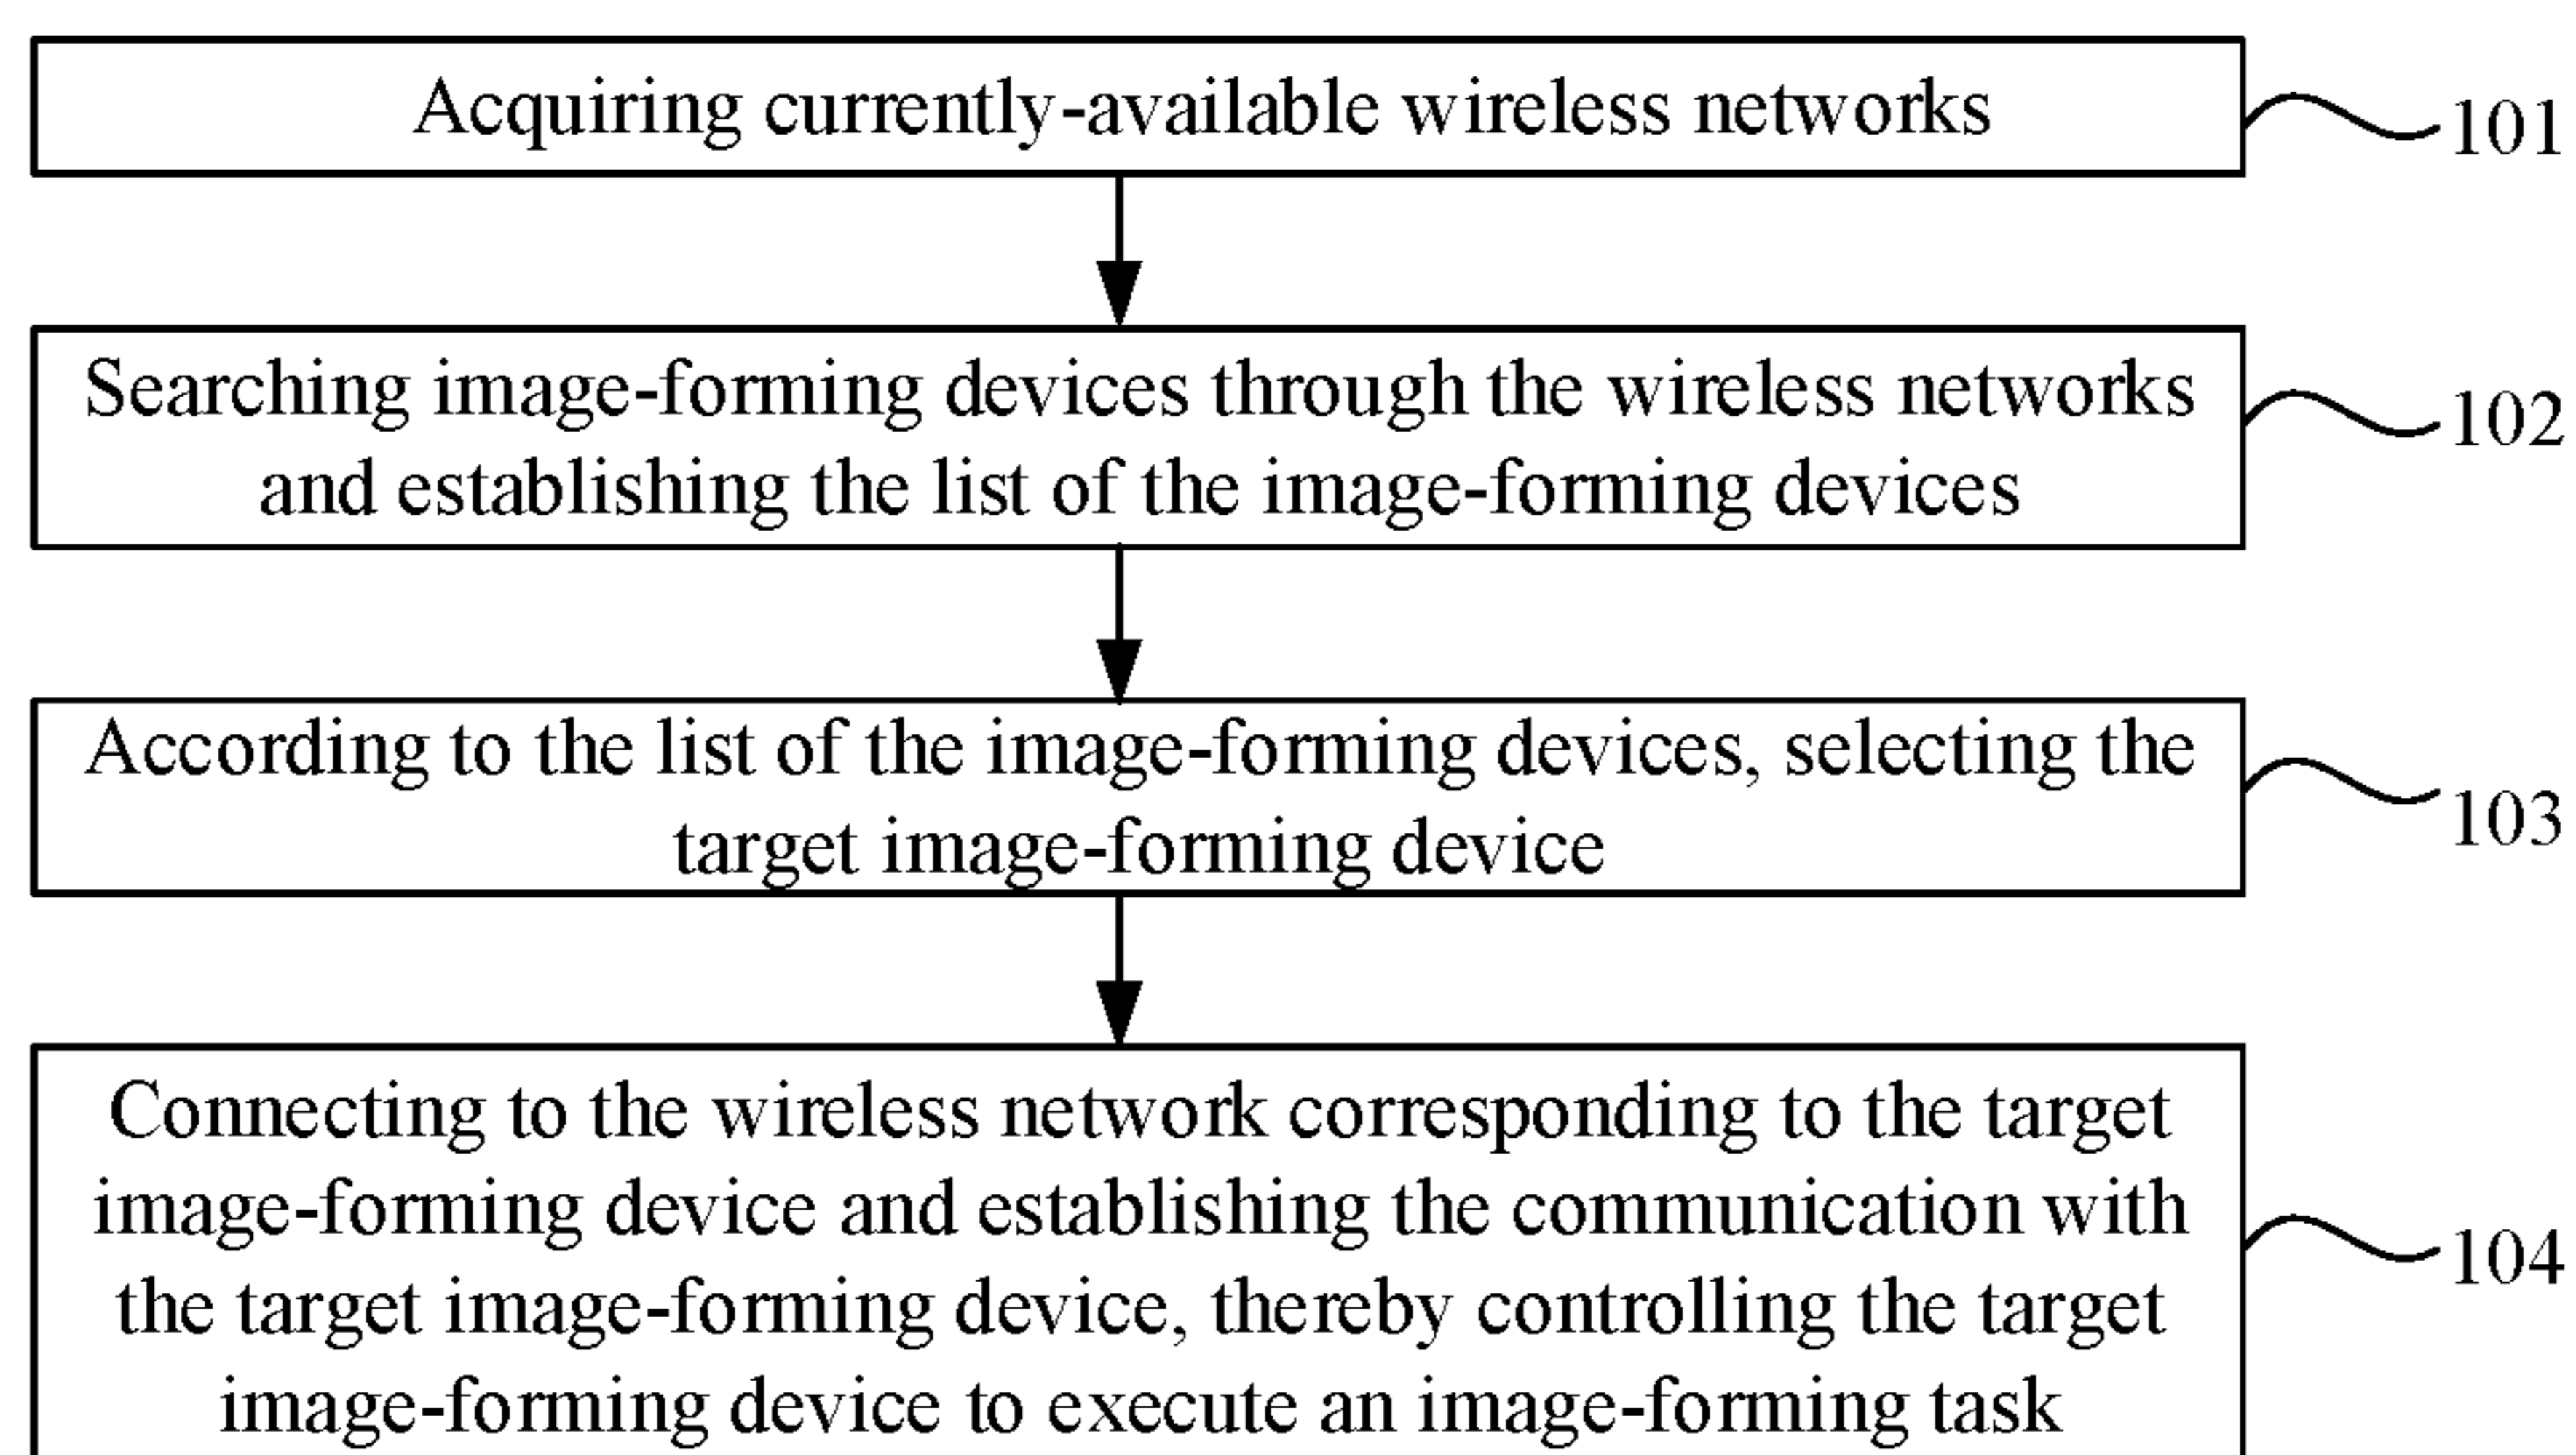 Acquiring currently-available wireless networks
101
Searching image-forming devices through the wireless networks
and establishing the list of the image-forming devices
102
According to the list of the image-forming devices, selecting the
target image-forming device
103
Connecting to the wireless network corresponding to the target
image-forming device and establishing the communication with
the target image-forming device, thereby controlling the target
image-forming device to execute an image-forming task
104